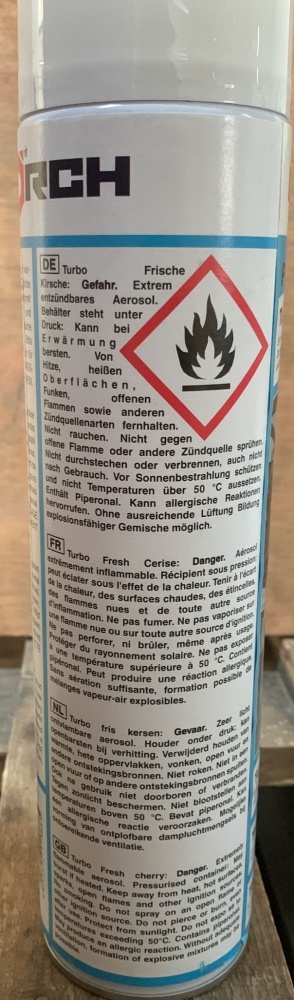 ÖRCH
DE Turbo Frische
Kirsche: Gefahr. Extrem
entzündbares Aerosol.
Behälter steht unter
Druck: Kann bei
Erwärmung
bersten. Von
Hitze, heißen
Oberflächen,
Funken, offenen
Flammen sowie anderen
Zündquellenarten fernhalten.
Nicht rauchen. Nicht gegen
offene Flamme oder andere Zündquelle sprühen.
Nicht durchstechen oder verbrennen, auch nicht
nach Gebrauch. Vor Sonnenbestrahlung schützen
und nicht Temperaturen über 50 °C aussetzen.
Enthält Piperonal. Kann allergische Reaktionen
hervorrufen. Ohne ausreichende Lüftung Bildung
explosionsfähiger Gemische möglich.
FR Turbo Fresh Cerise: Danger. Aérosol
extrêmement inflammable. Récipient sous pression:
peut éclater sous l'effet de la chaleur. Tenir à l'écart
de la chaleur, des surfaces chaudes, des étincelles,
des flammes nues et de toute autre source
d'inflammation. Ne pas fumer. Ne pas vaporiser sur
une flamme nue ou sur toute autre source d'ignition.
Ne pas perforer, ni brûler, même après usage.
Protéger du rayonnement solaire. Ne pas exposer
à une température supérieure à 50 °C. Contient
pipéronal. Peut produire une réaction allergique.
Sans aération suffisante, formation possible de
mélanges vapeur-air explosibles.
NL Turbo fris kersen: Gevaar. Zeer licht
ontvlambare aerosol. Houder onder druk: kan
openbarsten bij verhitting. Verwijderd houden van
warmte, hete oppervlakken, vonken, open vuur en
andere ontstekingsbronnen. Niet roken. Niet in een
open vuur of op andere ontstekingsbronnen spuiten.
Ook na gebruik niet doorboren of verbranden.
Tegen zonlicht beschermen. Niet blootstellen aan
temperaturen boven 50 °C. Bevat piperonal. Kan
een allergische reactie veroorzaken. Mogelijke
vorming van ontplofbare dampluchtmengsels bij
ventilatie.
GB Turbo Fresh cherry: Danger. Extremely
aerosol. Pressurised container: May
burst if heated. Keep away from heat, hot surfaces,
sparks, open flames and other ignition sources.
No smoking. Do not spray on an open flame or
other ignition source. Do not pierce or burn, even
after use. Protect from sunlight. Do not expose to
temperatures exceeding 50°C. Contains piperonal.
May produce an allergic reaction. Without adequate
ventilation, formation of explosive mixtures may be